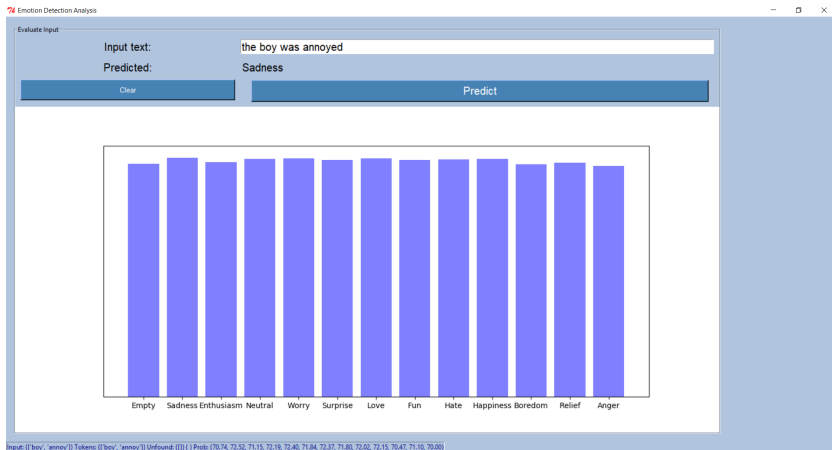 Emotion Detection Analysis
Evaluate Input
Input text: the boy was annoyed
Predicted: Sadness
Clear Predict
Empty Sadness Enthusiasm Neutral Worry Surprise Love Fun Hate Happiness Boredom Relief Anger
Input: (['boy', 'annoy']) Tokens: (['boy', 'annoy']) Unfound: ([]) ( ) Prob: (70.74, 72.52, 71.15, 72.19, 72.40, 71.84, 72.37, 71.80, 72.02, 72.15, 70.47, 71.10, 70.00)